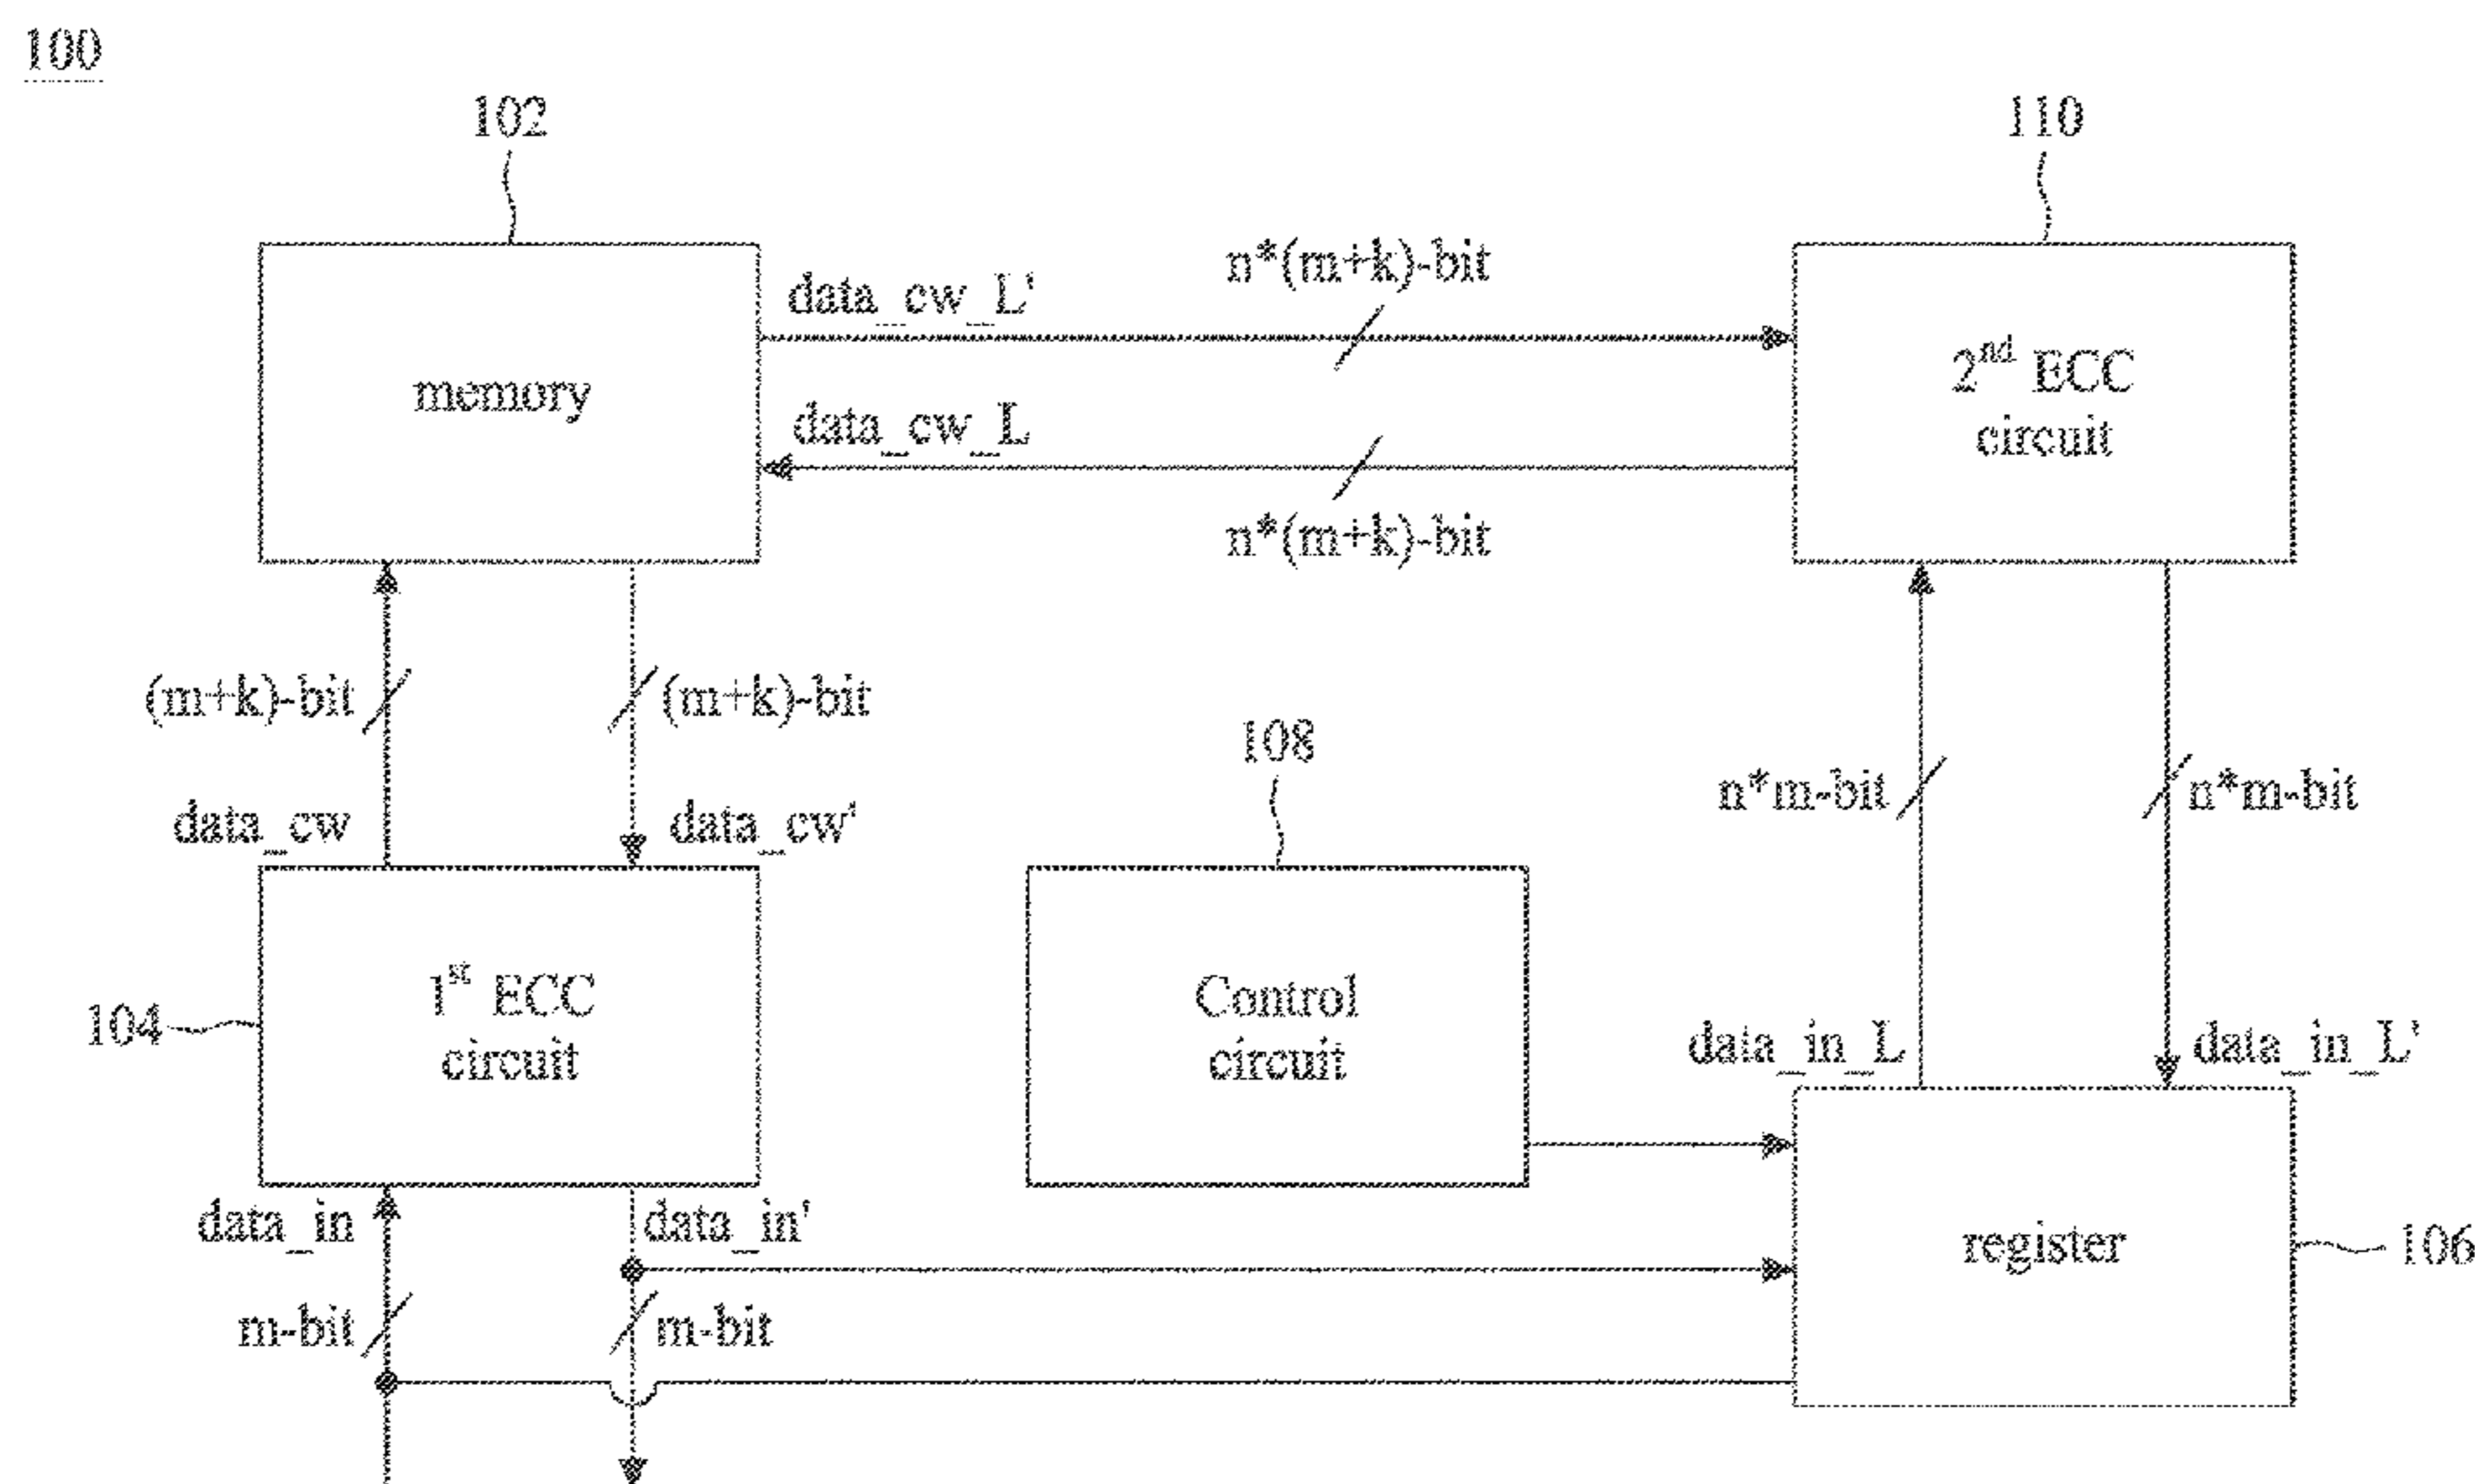 100
102
110
n*(m+k)-bit
data_cw_L'
memory
2nd ECC
circuit
data_cw_L
n*(m+k)-bit
(m+k)-bit
(m+k)-bit
108
n*m-bit
n*m-bit
data_cw
data_cw'
1st ECC
circuit
104
Control
circuit
data_in_L
data_in_L'
data_in
data_in'
register
106
m-bit
m-bit